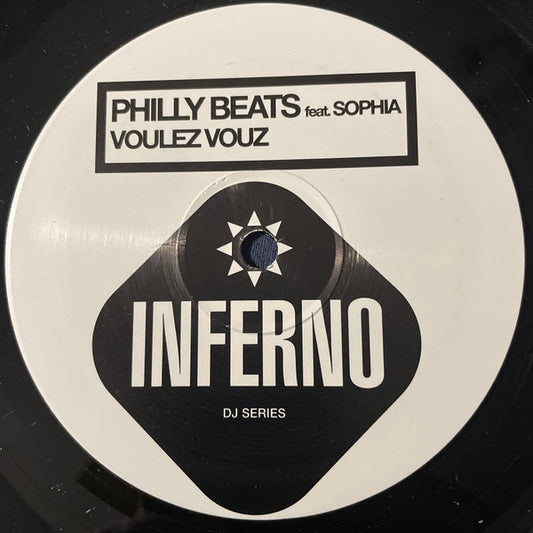 PHILLY BEATS feat. SOPHIA
VOULEZ VOUZ
INFERNO
DJ SERIES